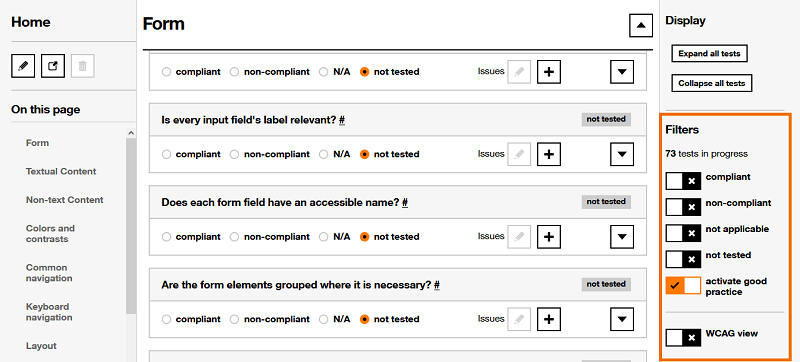 Home
On this page
Form
Textual Content
Non-text Content
Colors and
contrasts
Common
navigation
Keyboard
navigation
Layout
Form
compliant non-compliant N/A not tested Issues
Is every input field's label relevant? # not tested
compliant non-compliant N/A not tested Issues
Does each form field have an accessible name? # not tested
compliant non-compliant N/A not tested Issues
Are the form elements grouped where it is necessary? # not tested
compliant non-compliant N/A not tested Issues
Display
Expand all tests
Collapse all tests
Filters
73 tests in progress
compliant
non-compliant
not applicable
not tested
activate good
practice
WCAG view